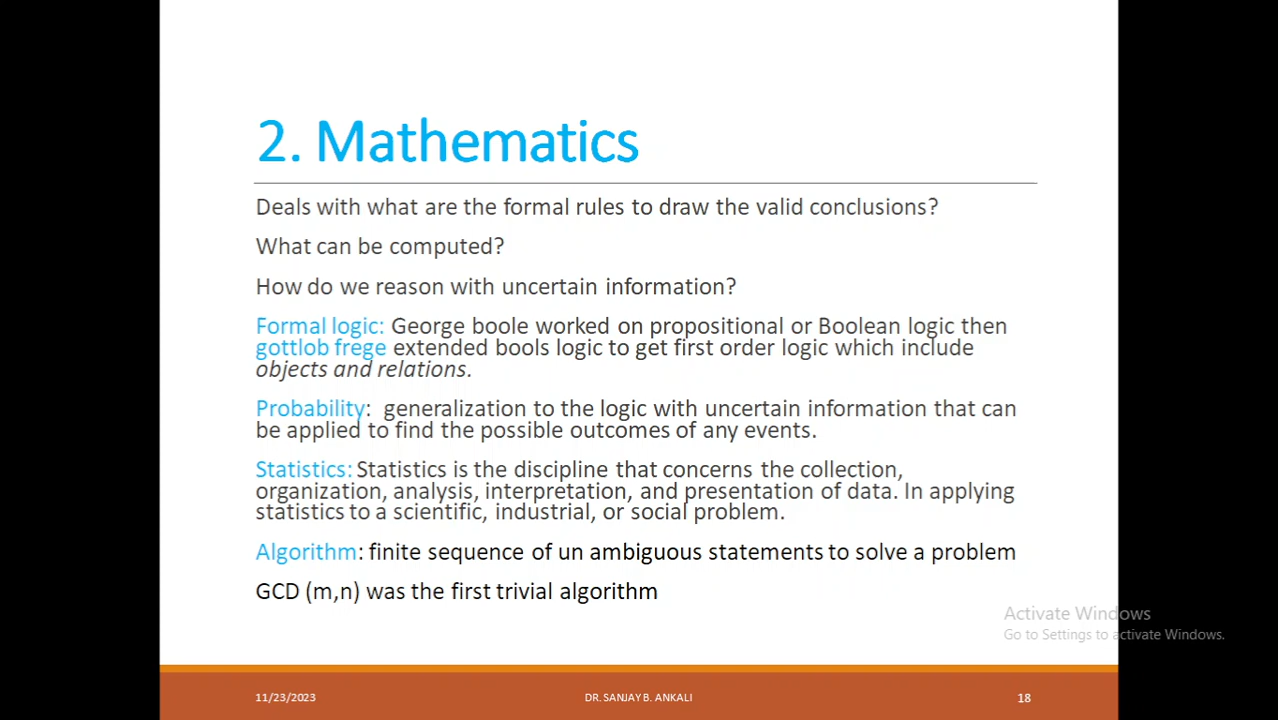 2. Mathematics
Deals with what are the formal rules to draw the valid conclusions?
What can be computed?
How do we reason with uncertain information?
Formal logic: George boole worked on propositional or Boolean logic then
gottlob frege extended bools logic to get first order logic which include
objects and relations.
Probability:  generalization to the logic with uncertain information that can
be applied to find the possible outcomes of any events.
Statistics: Statistics is the discipline that concerns the collection,
organization, analysis, interpretation, and presentation of data. In applying
statistics to a scientific, industrial, or social problem.
Algorithm: finite sequence of un ambiguous statements to solve a problem
GCD (m,n) was the first trivial algorithm
Activate Windows
Go to Settings to activate Windows.
11/23/2023
DR. SANJAY B. ANKALI
18